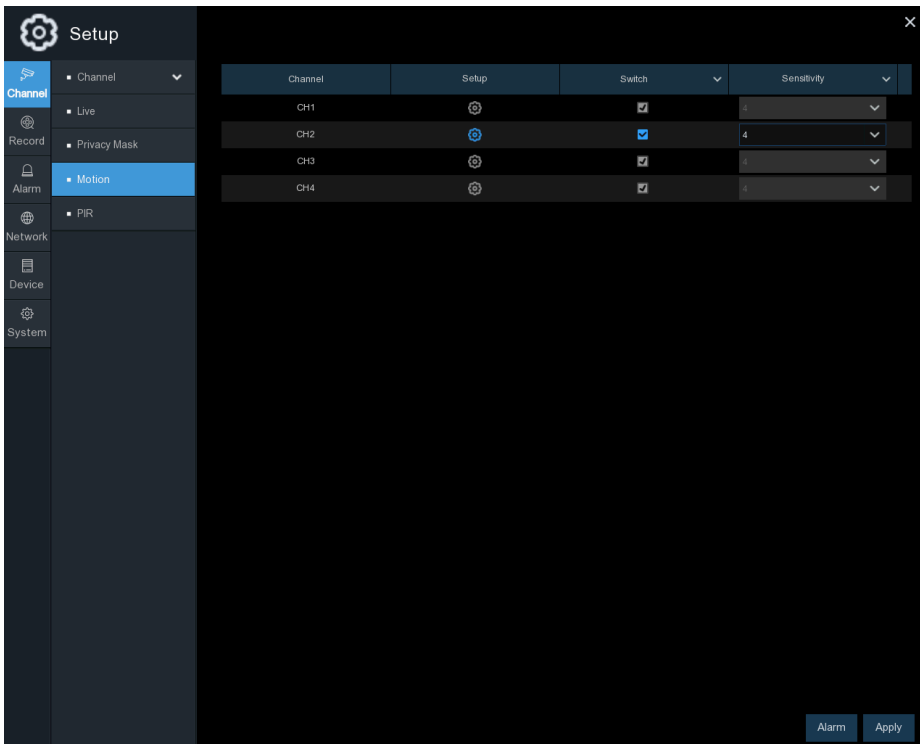 Setup
Channel
Record
Alarm
Network
Device
System
Channel
Live
Privacy Mask
Motion
PIR
Channel Setup Switch Sensitivity
CH1 4
CH2 4
CH3 4
CH4 4
Alarm Apply